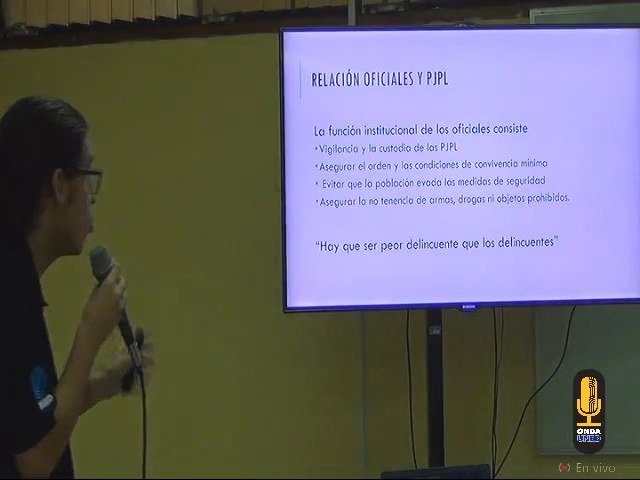 RELACIÓN OFICIALES Y PJPL
La función institucional de los oficiales consiste
• Vigilancia y la custodia de las PJPL
• Asegurar el orden y las condiciones de convivencia mínima
• Evitar que la población evada las medidas de seguridad
• Asegurar la no tenencia de armas, drogas ni objetos prohibidos.
"Hay que ser peor delincuente que los delincuentes"
SAMSUNG
ONDA
UNED
En vivo